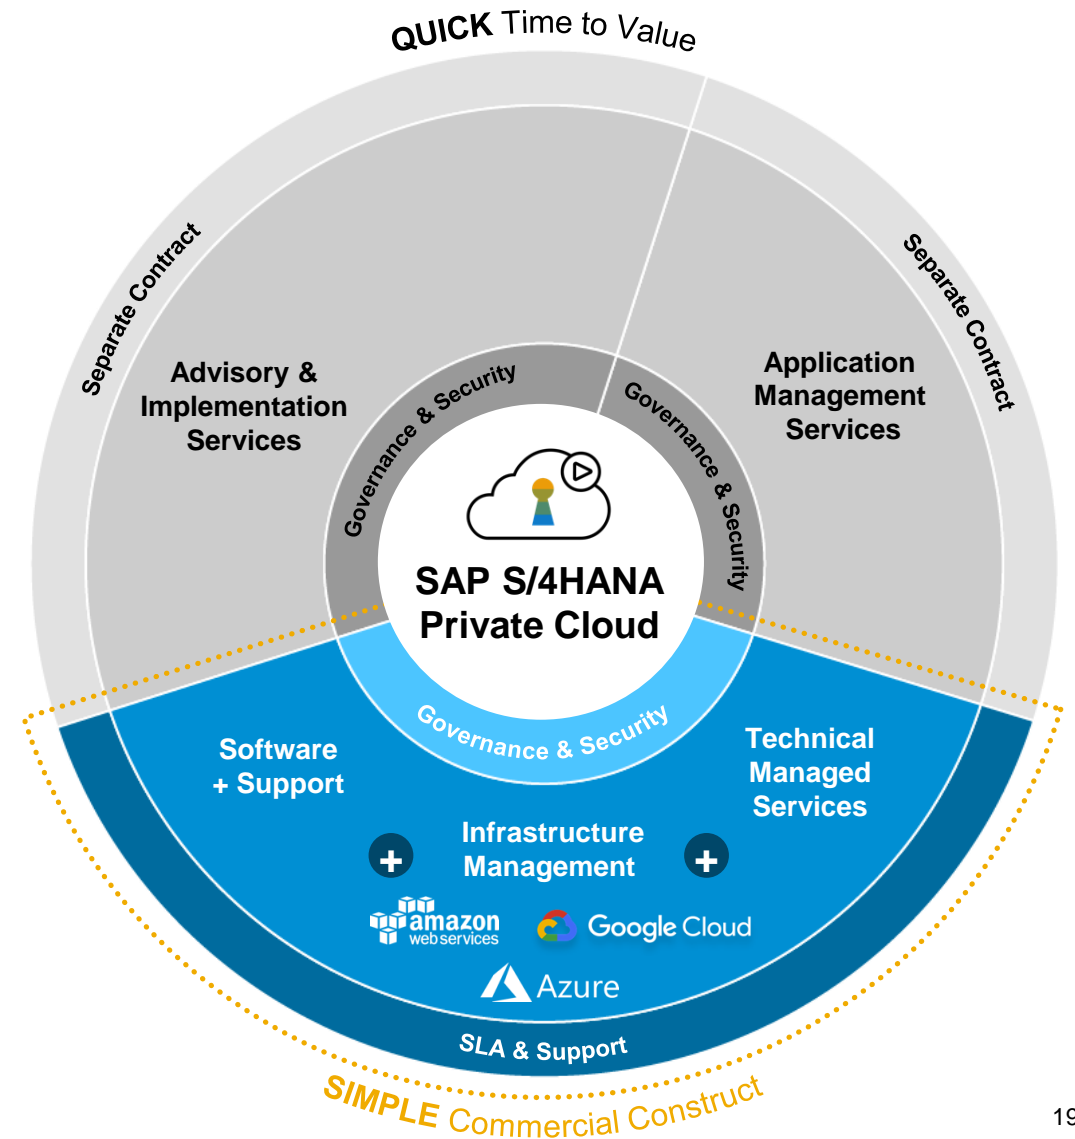 QUICK Time to Value
Separate Contract
Separate Contract
Advisory &
Implementation
Services
Application
Management
Services
Governance & Security
Governance & Security
SAP S/4HANA
Private Cloud
Governance & Security
Software
+ Support
Technical
Managed
Services
+
Infrastructure
Management
+
amazon
webservices
Google Cloud
Azure
SLA & Support
SIMPLE Commercial Construct
19